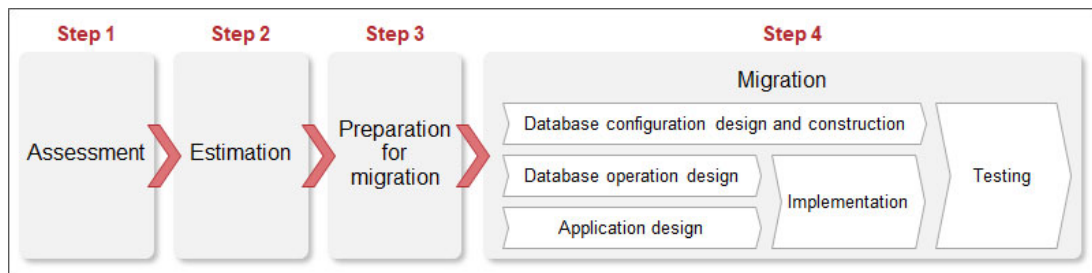 Step 1
Step 2
Step 3
Step 4
Assessment
Estimation
Preparation
for
migration
Migration
Database configuration design and construction
Database operation design
Application design
Implementation
Testing